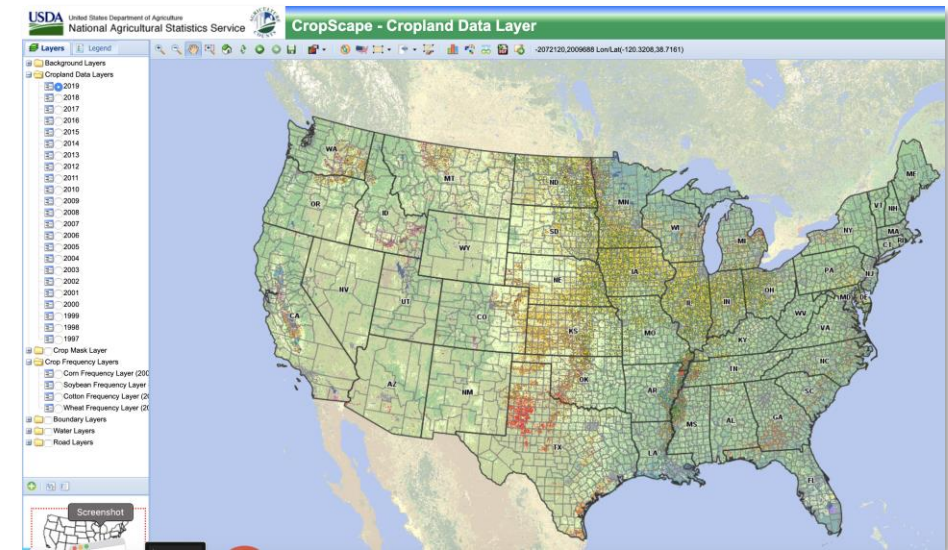 USDA United States Department of Agriculture
National Agricultural Statistics Service
CropScape - Cropland Data Layer
Layers Legend
-2072120,2009688 Lon/Lat(-120.3208,38.7161)
Background Layers
Cropland Data Layers
2019
2018
2017
2016
2015
2014
2013
2012
2011
2010
2009
2008
2007
2006
2005
2004
2003
2002
2001
2000
1999
1998
1997
Crop Mask Layer
Crop Frequency Layers
Corn Frequency Layer (200
Soybean Frequency Layer
Cotton Frequency Layer (20
Wheat Frequency Layer (20
Boundary Layers
Water Layers
Road Layers
Screenshot
WA
MT
ND
MN
ME
OR
ID
SD
WI
MI
VT
NH
NY
MA
CT
RI
WY
IA
NE
PA
NJ
NV
UT
CO
IL
IN
OH
MD
DE
CA
KS
MO
WV
VA
KY
AZ
NM
OK
AR
TN
NC
SC
TX
LA
MS
AL
GA
FL